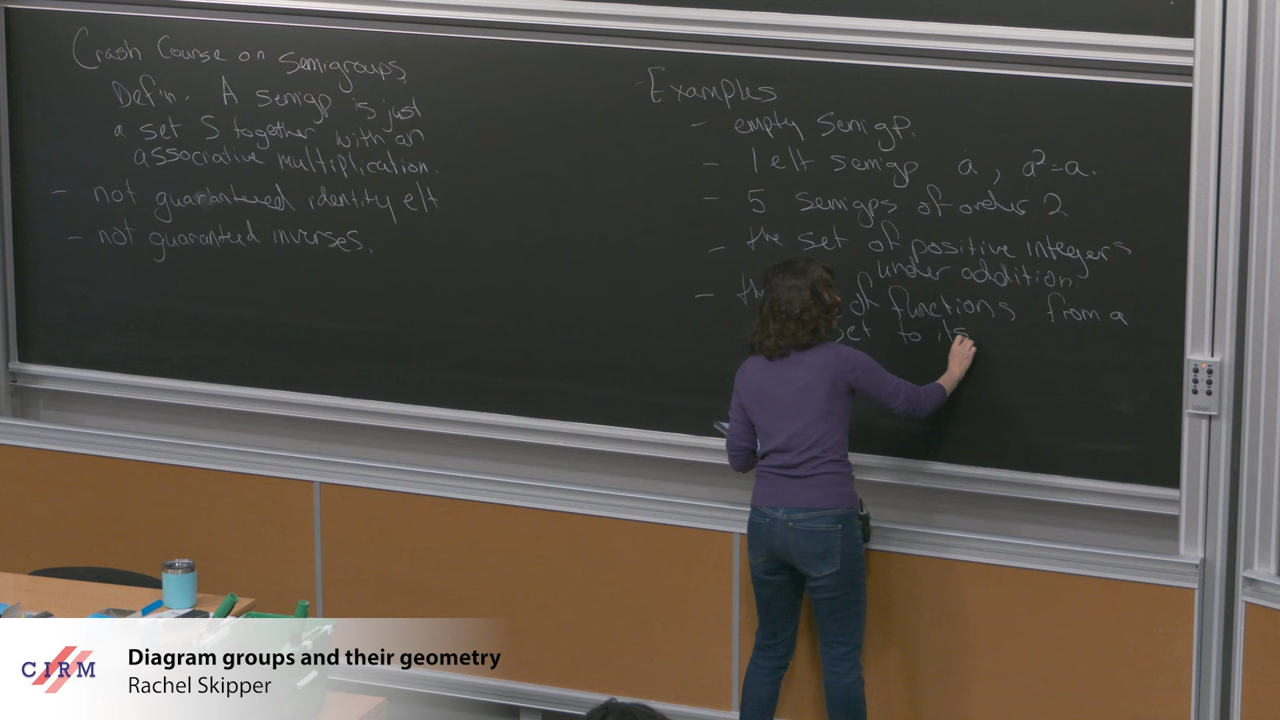 Crash Course on Semigroups
Defn. A semigp is just
a set S together with an
associative multiplication.
- not guaranteed identity elt
- not guaranteed inverses.
Examples
- empty semigp.
- 1 elt semigp a, a²=a.
- 5 semigps of order 2
- the set of positive integers
under addition.
- of functions from a
set to its
CIRM
Diagram groups and their geometry
Rachel Skipper